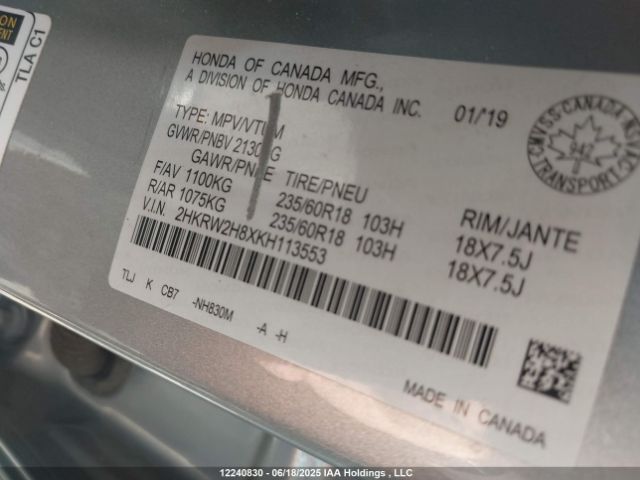 TLA C1
HONDA OF CANADA MFG.,
A DIVISION OF HONDA CANADA INC.
01/19
TYPE: MPV/VTUM
GVWR/PNBV 2130KG
GAWR/PNBE TIRE/PNEU RIM/JANTE
F/AV 1100KG 235/60R18 103H 18X7.5J
R/AR 1075KG 235/60R18 103H 18X7.5J
V.I.N. 2HKRW2H8XKH113553
TLJ K CB7 -NH830M -A -H
MADE IN CANADA
CANADA
TRANSPORT
942
12240830 - 06/18/2025 IAA Holdings , LLC